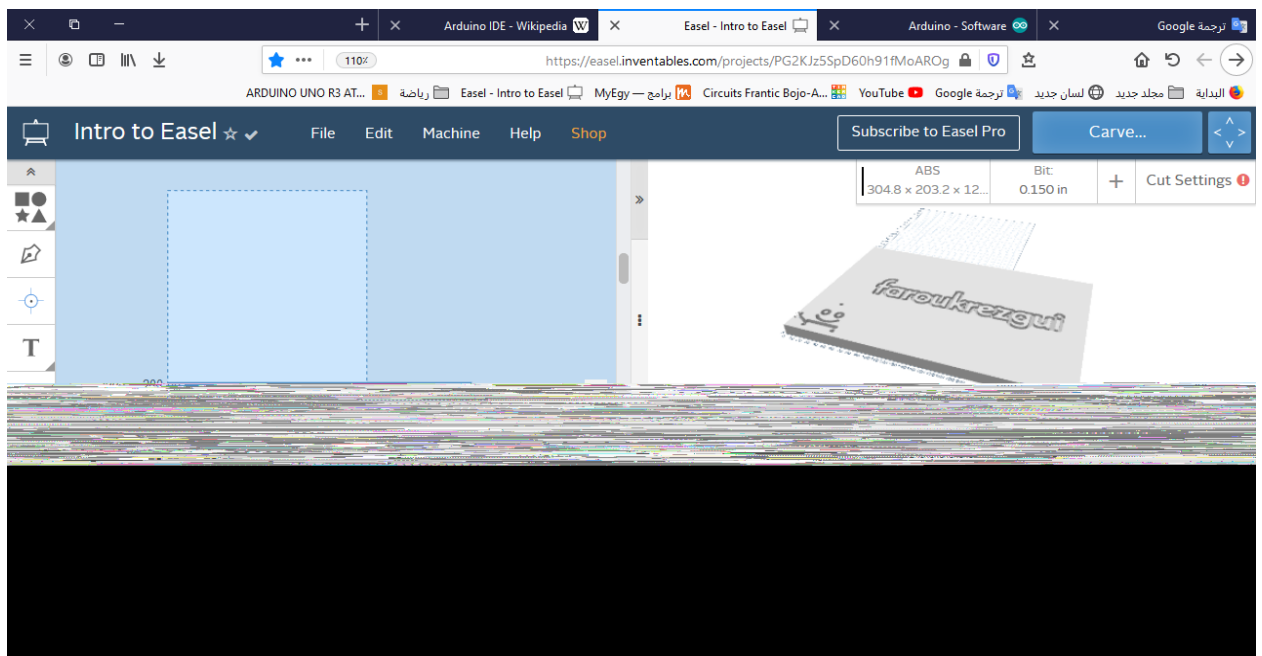 Arduino IDE - Wikipedia W
Easel - Intro to Easel
Arduino - Software
ترجمة Google
110%
https://easel.inventables.com/projects/PG2KJz5SpD60h91fMoAROg
ARDUINO UNO R3 AT...
رياضة
Easel - Intro to Easel
برامج — MyEgy
Circuits Frantic Bojo-A...
YouTube
ترجمة Google
لسان جديد
مجلد جديد
البداية
Intro to Easel
File
Edit
Machine
Help
Shop
Subscribe to Easel Pro
Carve...
ABS
304.8 × 203.2 × 12...
Bit:
0.150 in
+
Cut Settings
T
faroukrezgui